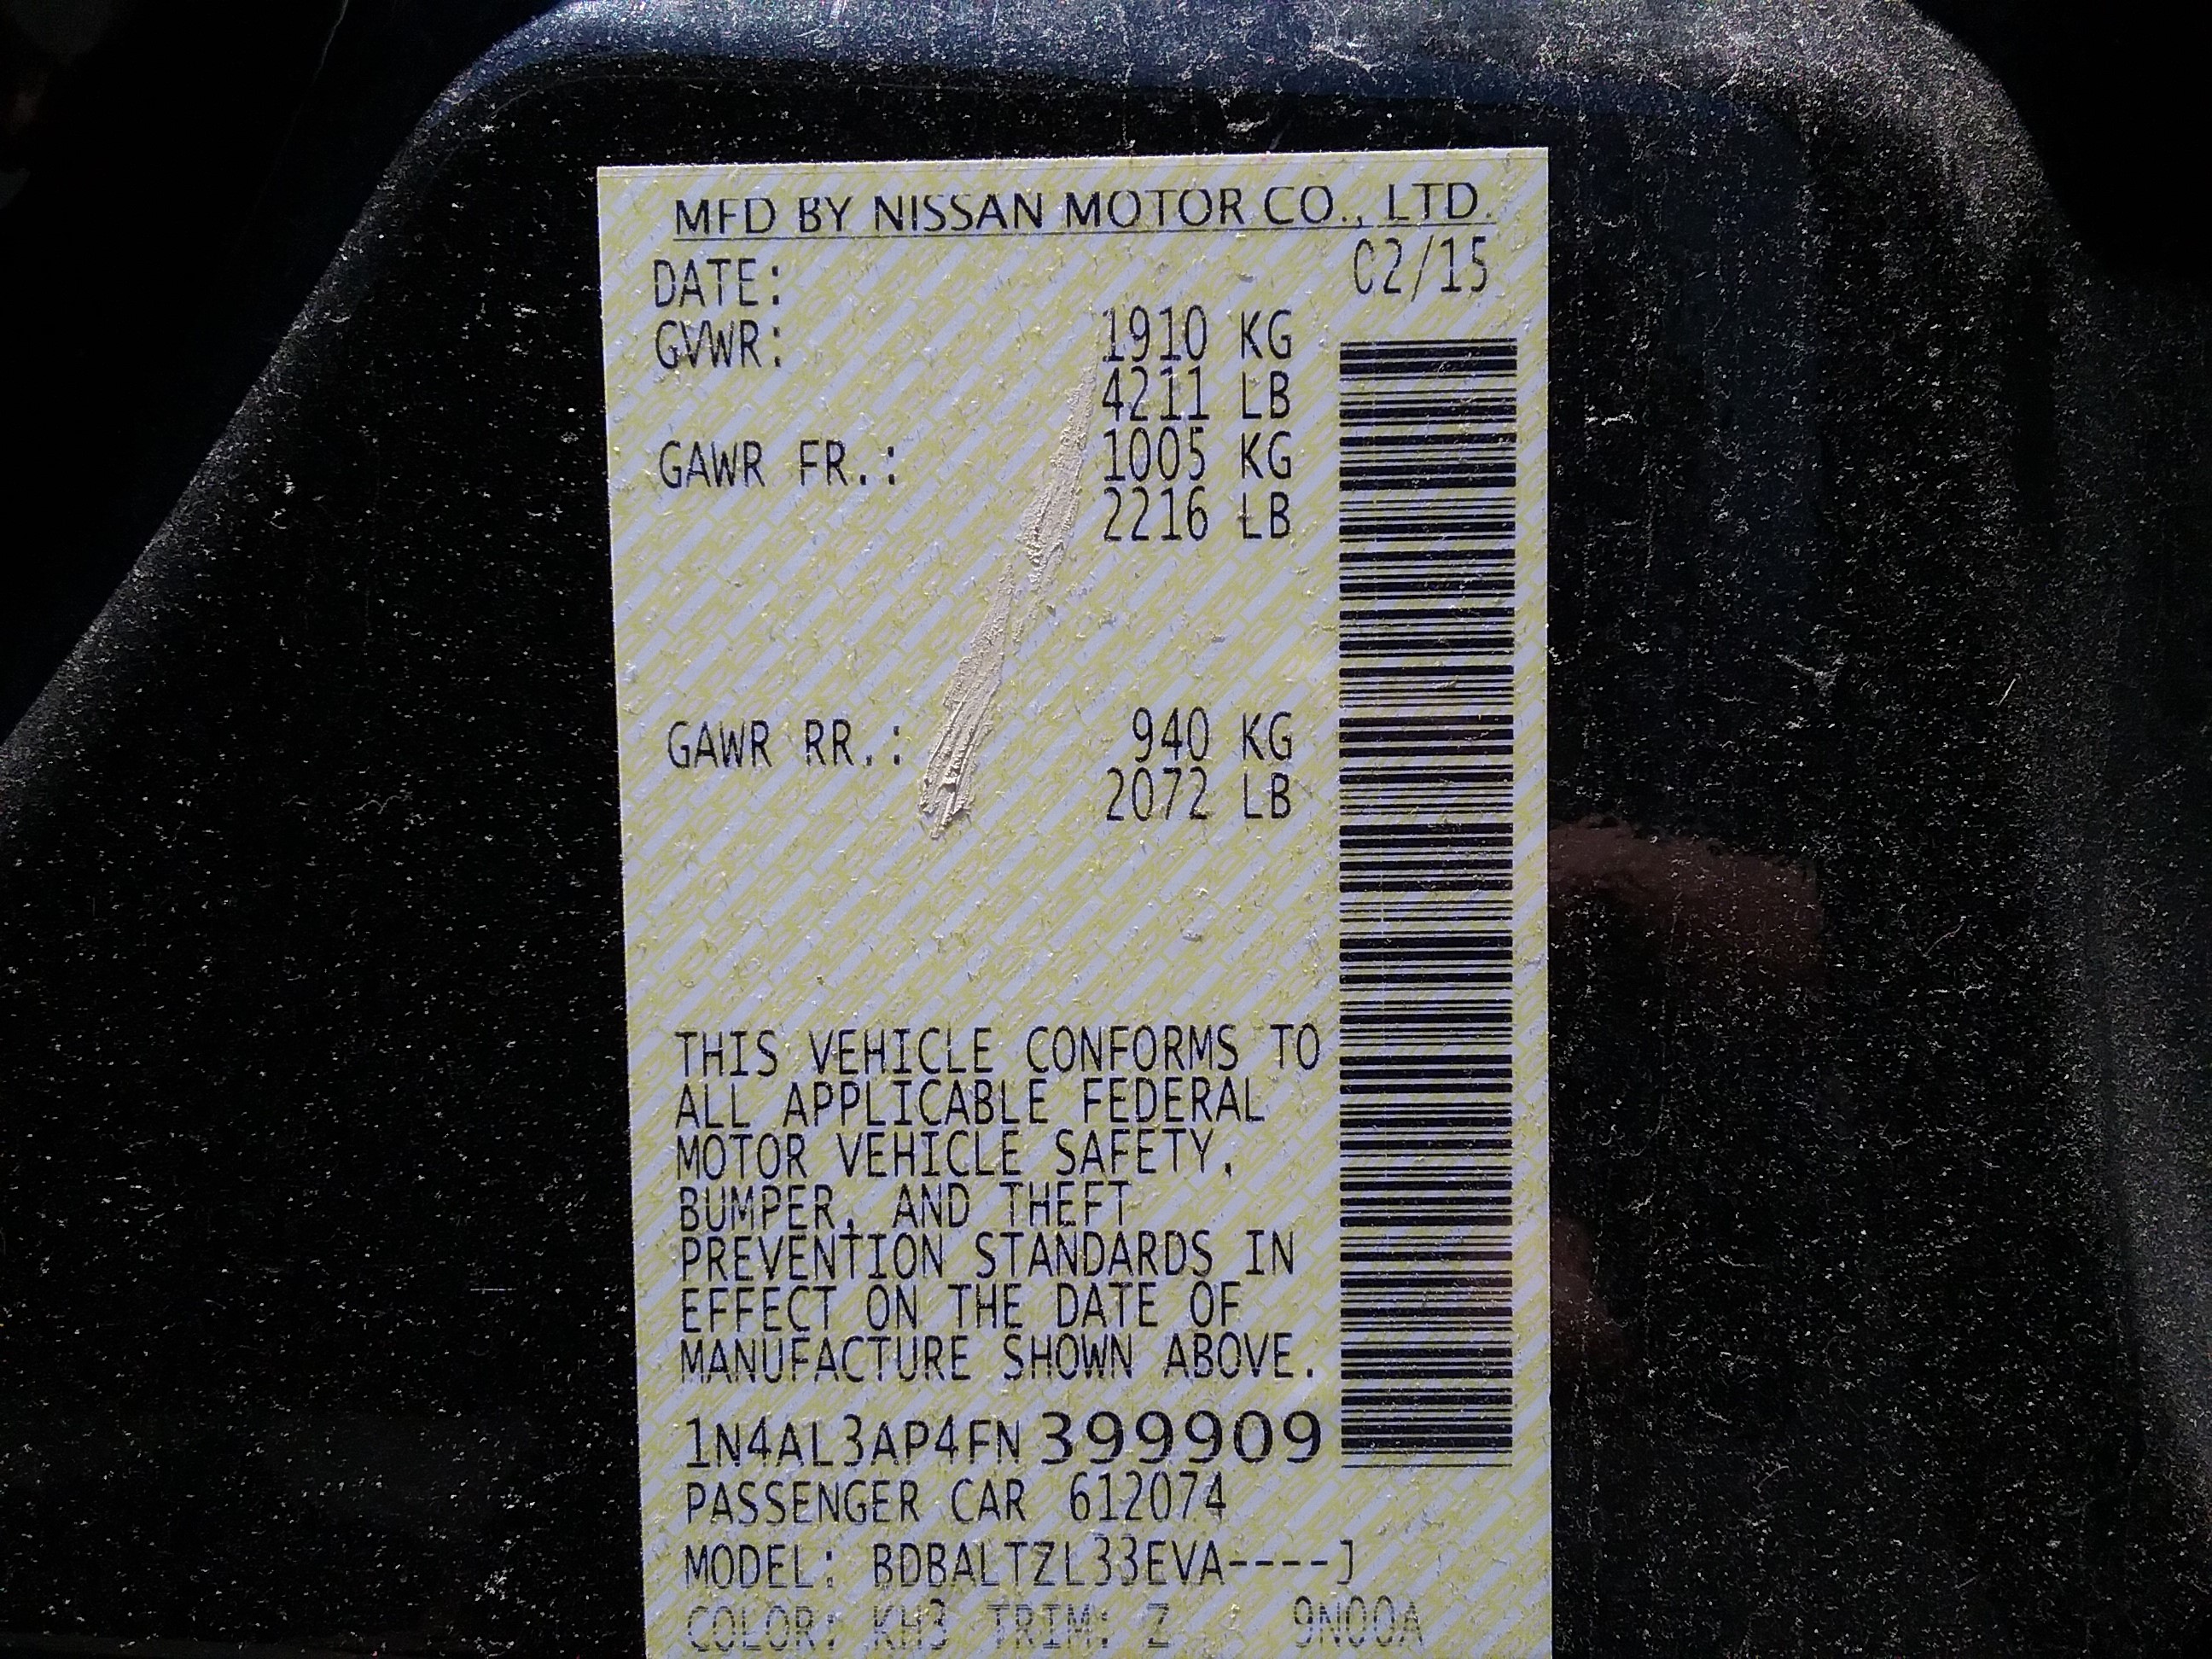 MFD BY NISSAN MOTOR CO., LTD.
DATE: 02/15
GVWR: 1910 KG
4211 LB
GAWR FR.: 1005 KG
2216 LB
GAWR RR.: 940 KG
2072 LB
THIS VEHICLE CONFORMS TO
ALL APPLICABLE FEDERAL
MOTOR VEHICLE SAFETY,
BUMPER, AND THEFT
PREVENTION STANDARDS IN
EFFECT ON THE DATE OF
MANUFACTURE SHOWN ABOVE.
1N4AL3AP4FN399909
PASSENGER CAR 612074
MODEL: BDBALTZL33EVA----J
COLOR: KH3 TRIM: Z 9N00A